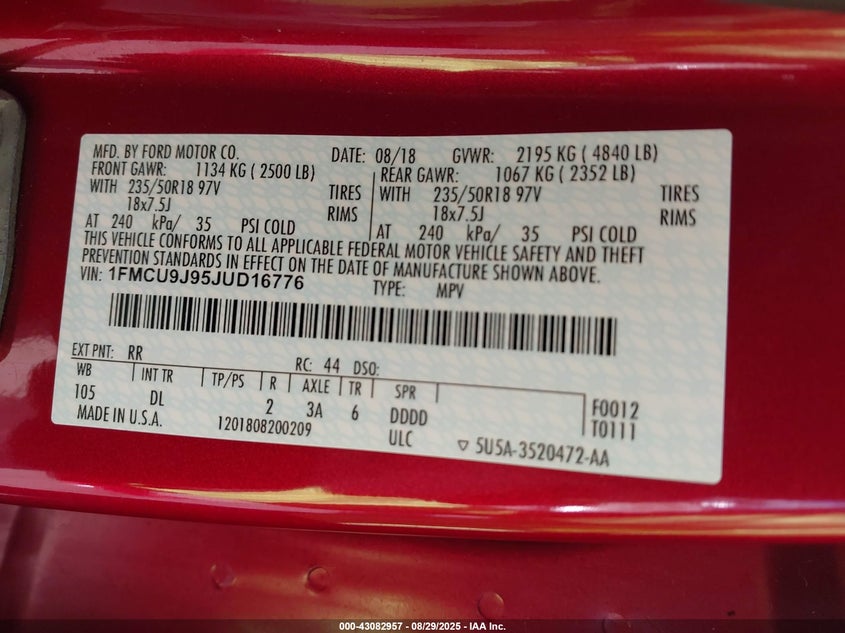 MFD. BY FORD MOTOR CO. DATE: 08/18 GVWR: 2195 KG ( 4840 LB)
FRONT GAWR: 1134 KG ( 2500 LB) REAR GAWR: 1067 KG ( 2352 LB)
WITH 235/50R18 97V TIRES WITH 235/50R18 97V TIRES
18x7.5J RIMS 18x7.5J RIMS
AT 240 kPa/ 35 PSI COLD AT 240 kPa/ 35 PSI COLD
THIS VEHICLE CONFORMS TO ALL APPLICABLE FEDERAL MOTOR VEHICLE SAFETY AND THEFT
PREVENTION STANDARDS IN EFFECT ON THE DATE OF MANUFACTURE SHOWN ABOVE.
VIN: 1FMCU9J95JUD16776 TYPE: MPV
EXT PNT: RR RC: 44 DSO:
WB INT TR TP/PS R AXLE TR SPR
105 DL 2 3A 6 DDDD F0012
MADE IN U.S.A. 1201808200209 ULC T0111
5U5A-3520472-AA
000-43082957 - 08/29/2025 - IAA Inc.